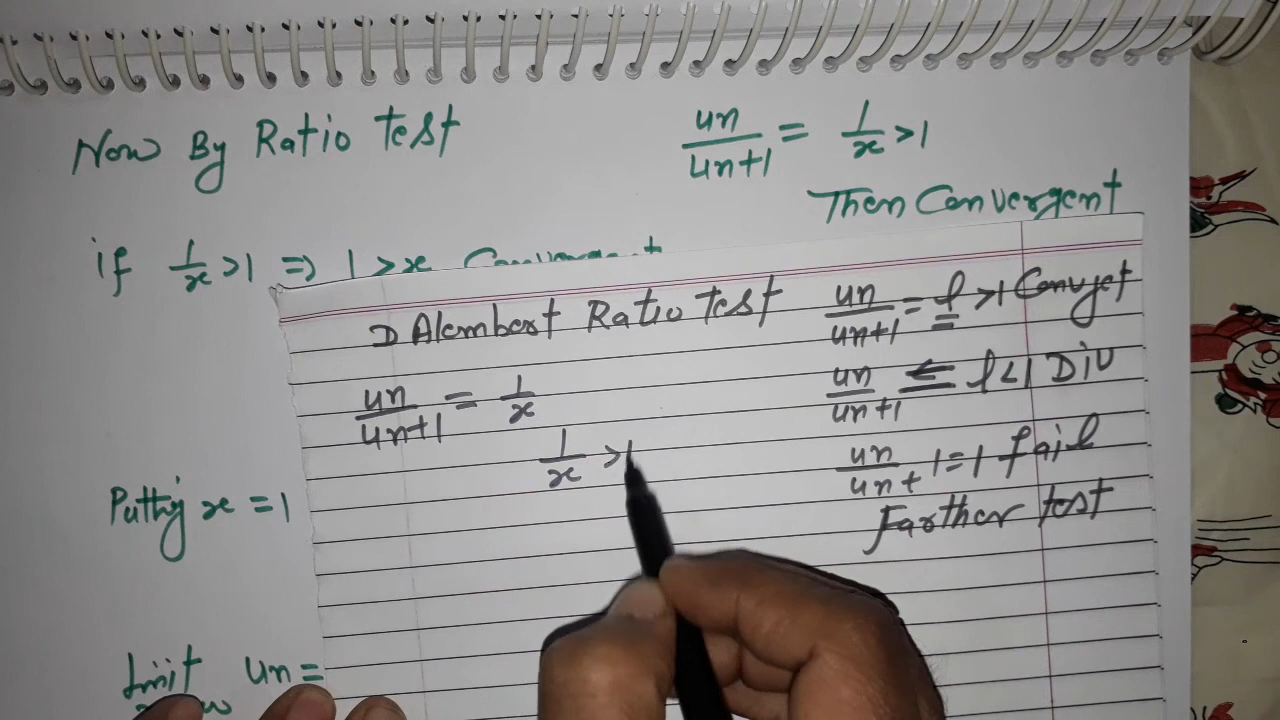 Now By Ratio Test
un/un+1 = 1/x >1
Then Convergent
if 1/x >1 => 1 > x Convergent
D Alembert Ratio Test
un/un+1 = l >1 Convget
un/un+1 = 1/x
un/un+1 = l<1 Div
1/x >1
un/un+1 = 1 fail
Farther test
Putting x = 1
limit un =